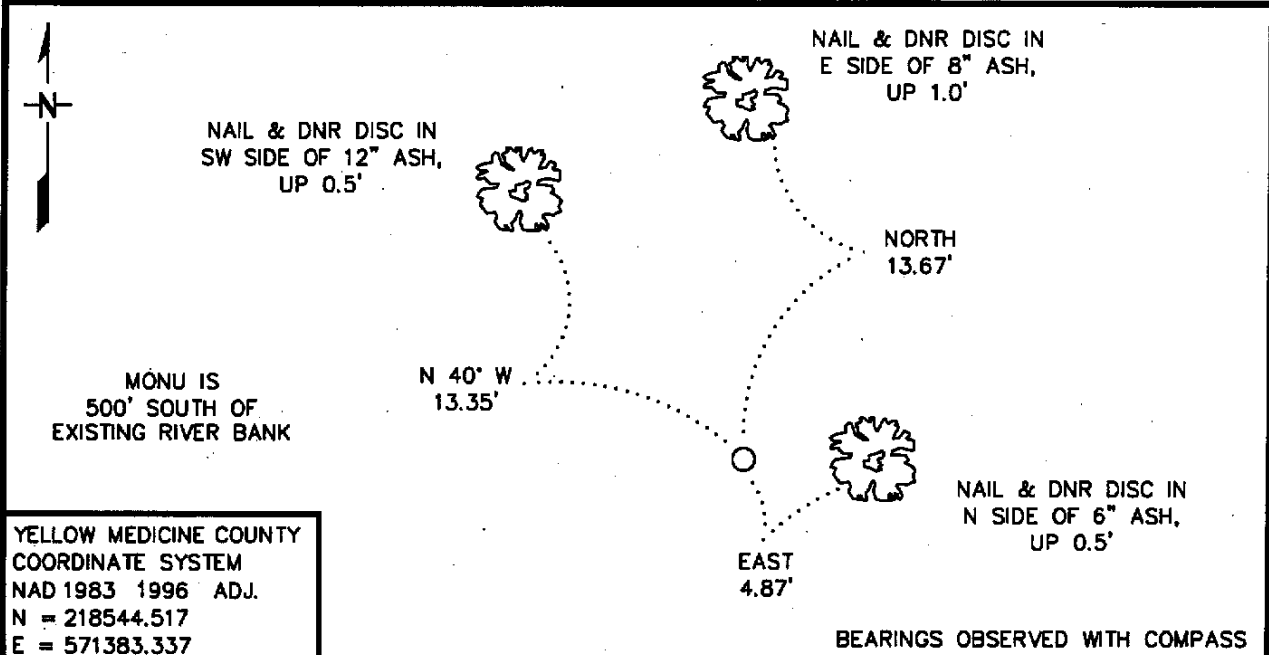 NAIL & DNR DISC IN
E SIDE OF 8" ASH,
UP 1.0'
N
NAIL & DNR DISC IN
SW SIDE OF 12" ASH,
UP 0.5'
NORTH
13.67'
N 40° W
13.35'
MONU IS
500' SOUTH OF
EXISTING RIVER BANK
NAIL & DNR DISC IN
N SIDE OF 6" ASH,
UP 0.5'
EAST
4.87'
YELLOW MEDICINE COUNTY
COORDINATE SYSTEM
NAD 1983 1996 ADJ.
N = 218544.517
E = 571383.337
BEARINGS OBSERVED WITH COMPASS